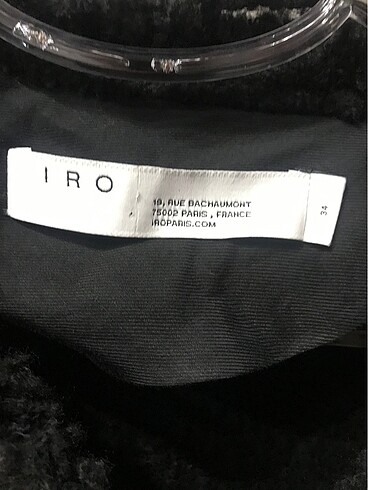 IRO
19, RUE BACHAUMONT
75002 PARIS, FRANCE
IROPARIS.COM
34